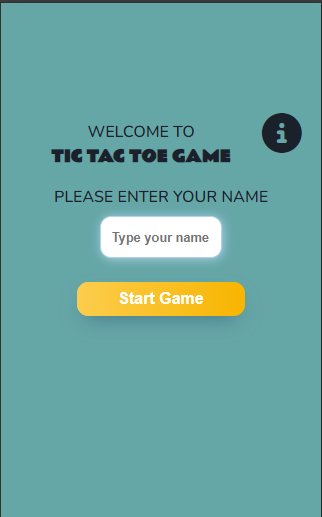 WELCOME TO
TIC TAC TOE GAME
i
PLEASE ENTER YOUR NAME
Type your name
Start Game